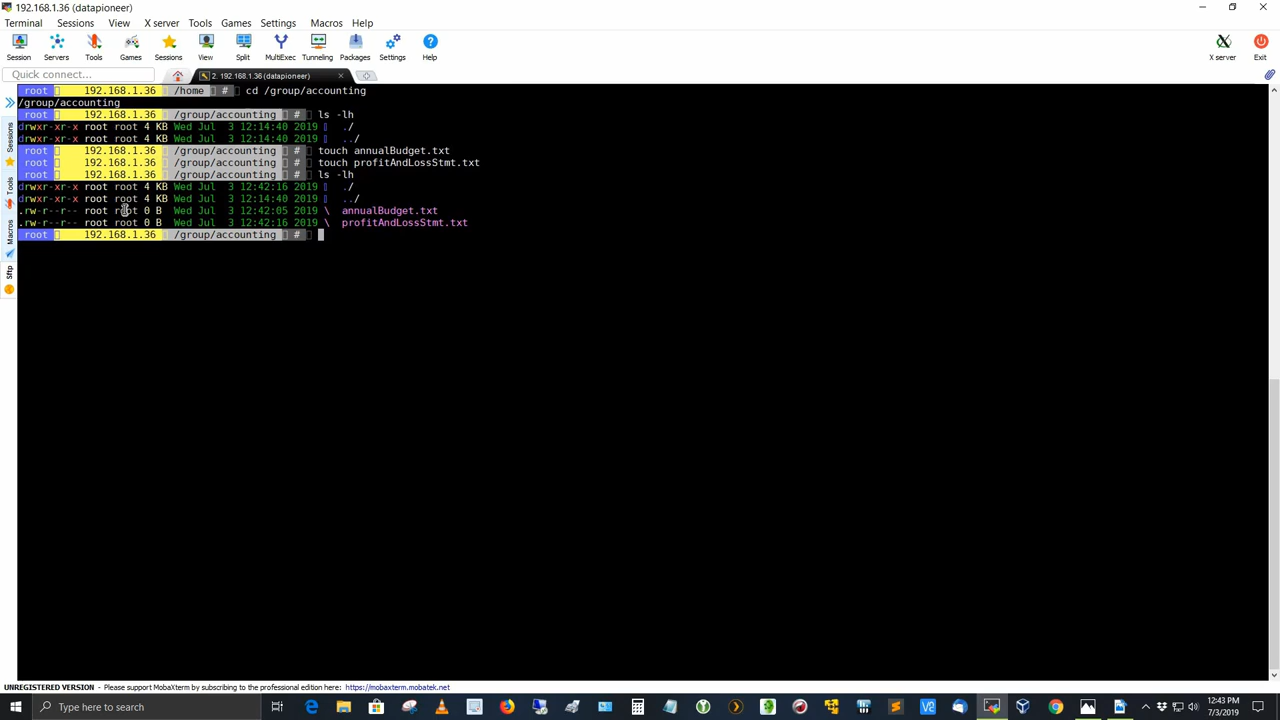 192.168.1.36 (datapioneer)
Terminal Sessions View X server Tools Games Settings Macros Help
Session Servers Tools Games Sessions View Split MultiExec Tunneling Packages Settings Help X server Exit
Quick connect... 2. 192.168.1.36 (datapioneer)
root 192.168.1.36 /home # cd /group/accounting
/group/accounting
root 192.168.1.36 /group/accounting # ls -lh
drwxr-xr-x root root 4 KB Wed Jul 3 12:14:40 2019 ./
drwxr-xr-x root root 4 KB Wed Jul 3 12:14:40 2019 ../
root 192.168.1.36 /group/accounting # touch annualBudget.txt
root 192.168.1.36 /group/accounting # touch profitAndLossStmt.txt
root 192.168.1.36 /group/accounting # ls -lh
drwxr-xr-x root root 4 KB Wed Jul 3 12:42:16 2019 ./
drwxr-xr-x root root 4 KB Wed Jul 3 12:14:40 2019 ../
.rw-r--r-- root root 0 B Wed Jul 3 12:42:05 2019 \ annualBudget.txt
.rw-r--r-- root root 0 B Wed Jul 3 12:42:16 2019 \ profitAndLossStmt.txt
root 192.168.1.36 /group/accounting #
Sessions
Tools
Macros
Sftp
UNREGISTERED VERSION - Please support MobaXterm by subscribing to the professional edition here: https://mobaxterm.mobatek.net
Type here to search
12:43 PM
7/3/2019